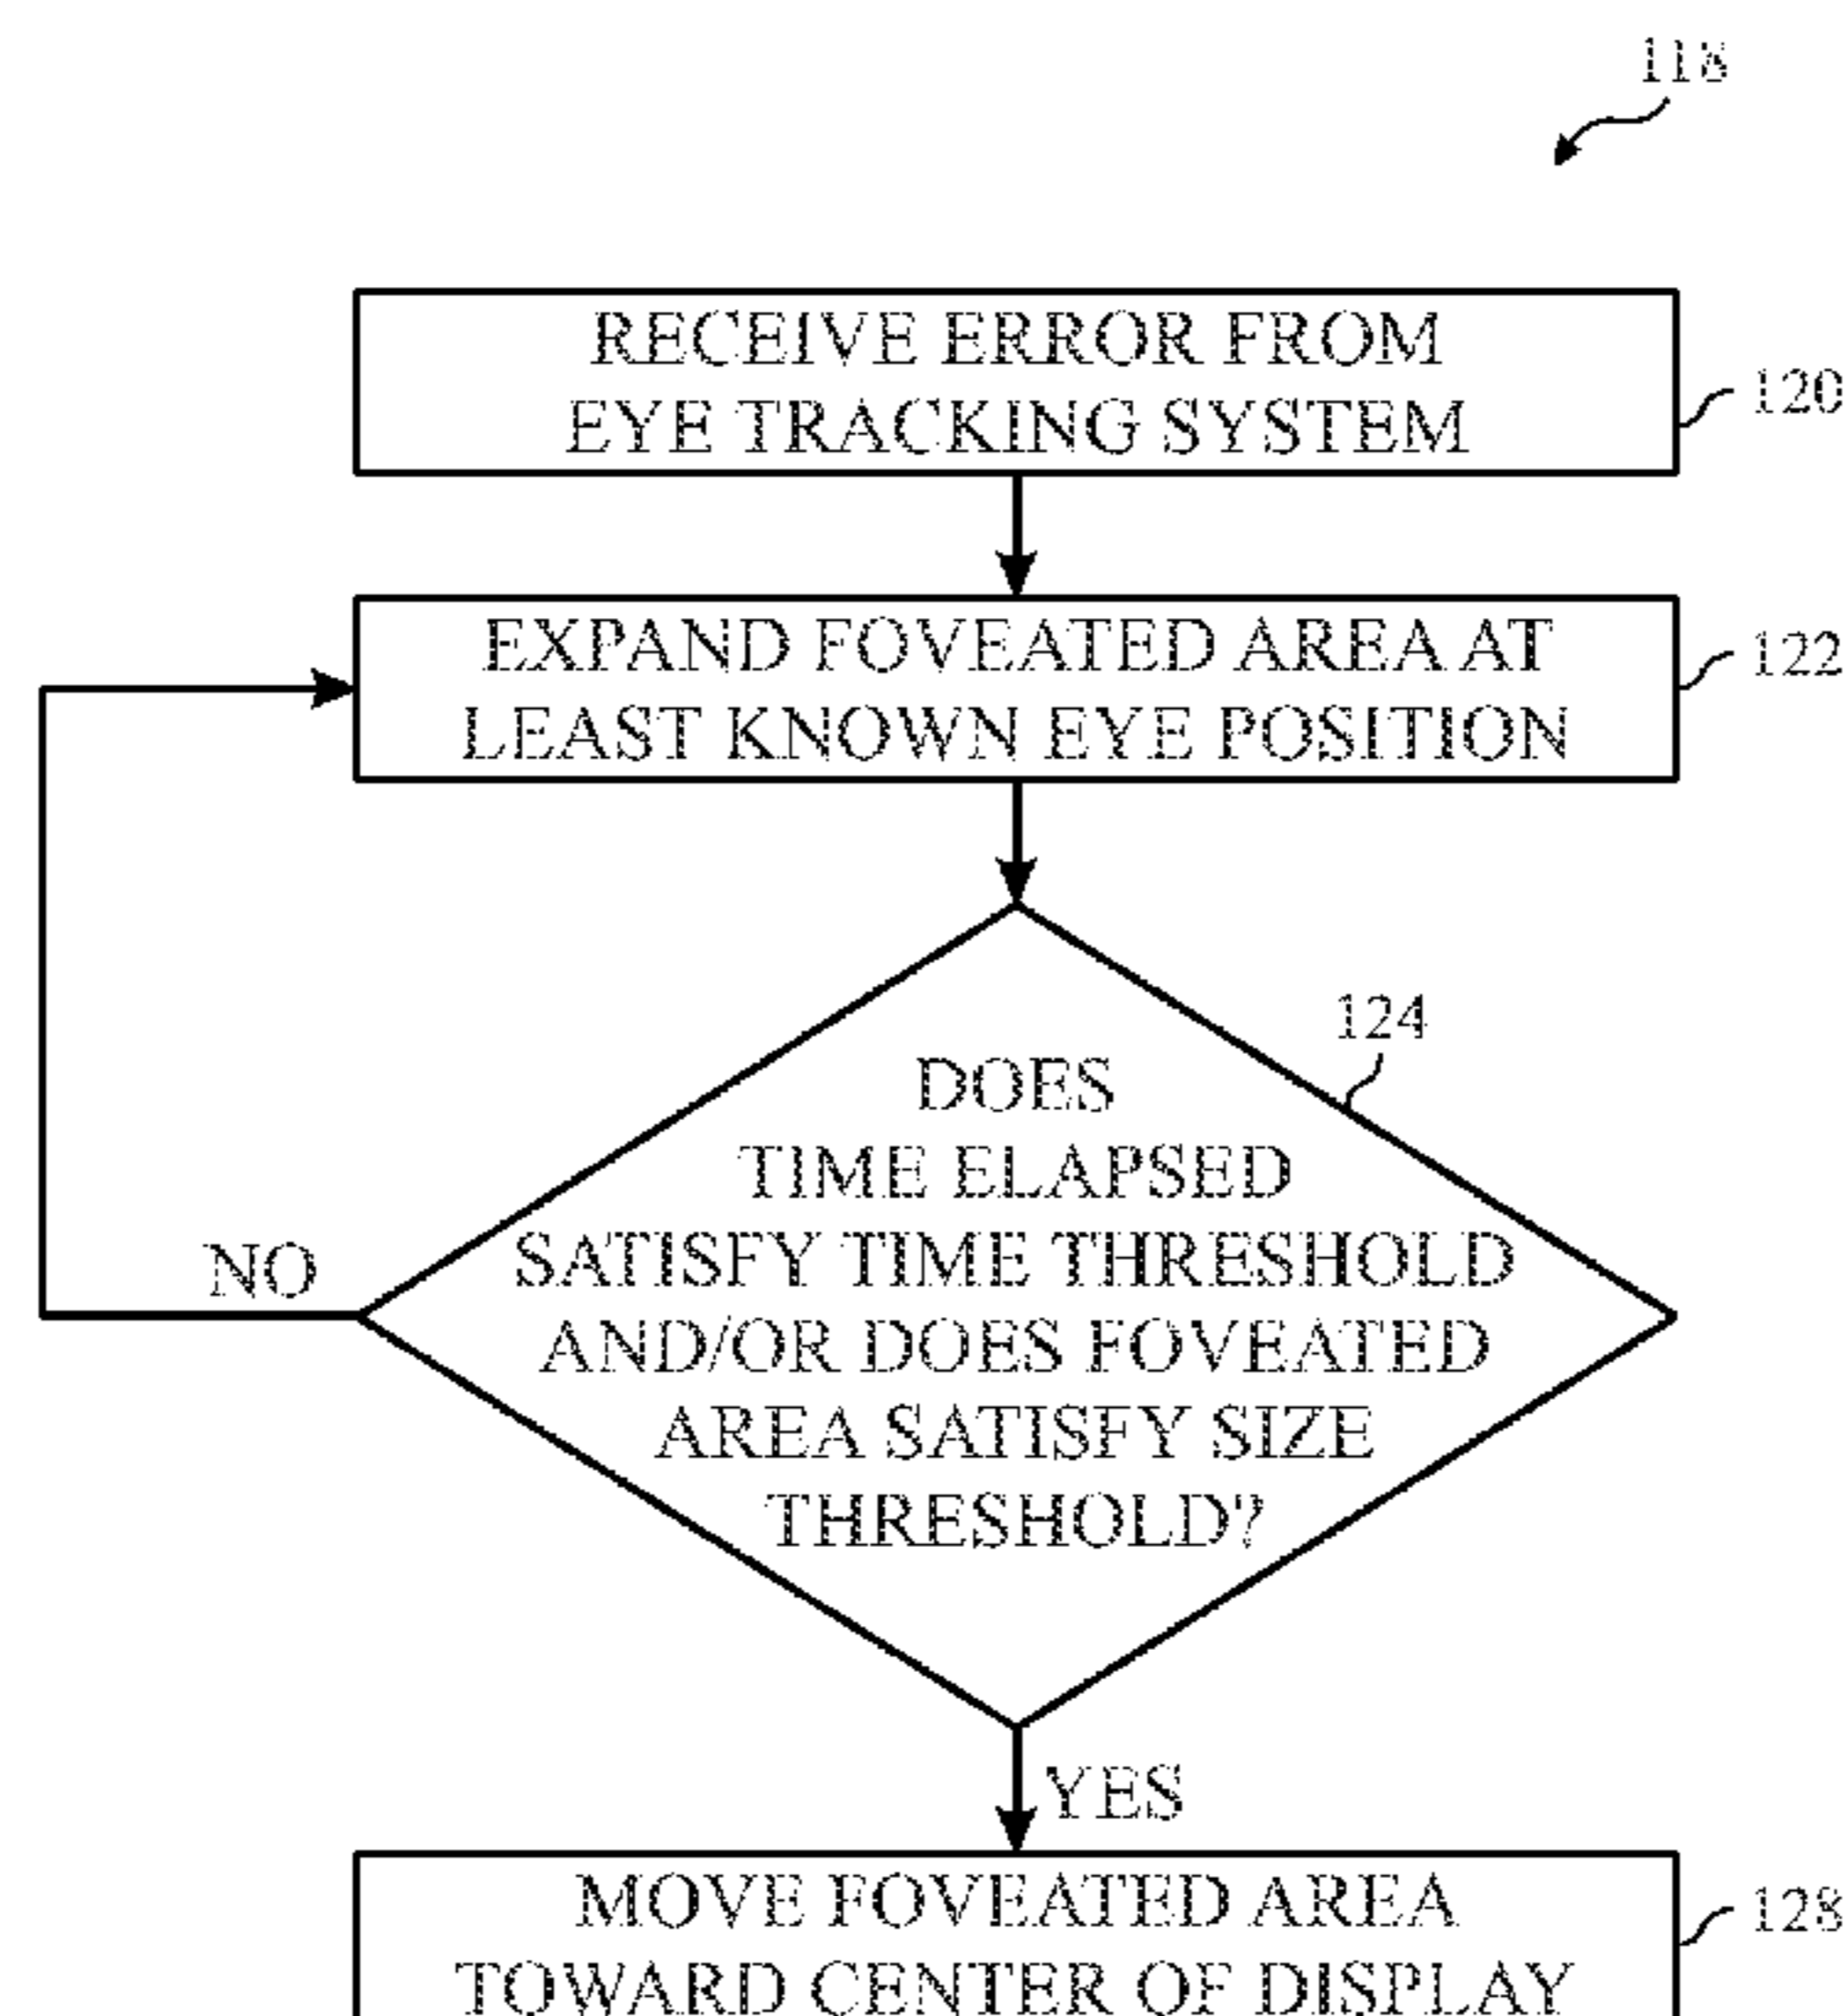 118
RECEIVE ERROR FROM
EYE TRACKING SYSTEM
120
EXPAND FOVEATED AREA AT
LEAST KNOWN EYE POSITION
122
124
DOES
TIME ELAPSED
SATISFY TIME THRESHOLD
AND/OR DOES FOVEATED
AREA SATISFY SIZE
THRESHOLD?
NO
YES
MOVE FOVEATED AREA
TOWARD CENTER OF DISPLAY
128